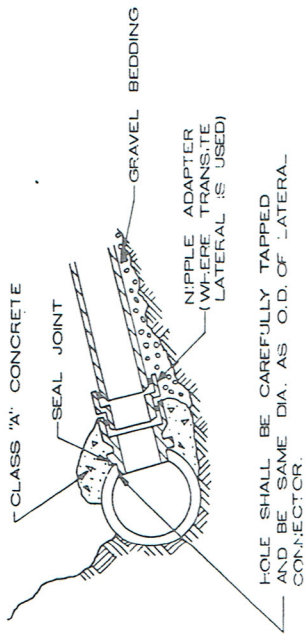 CLASS "A" CONCRETE
SEAL JOINT
GRAVEL BEDDING
NIPPLE ADAPTER
(WHERE TRANSITE
LATERAL IS USED)
HOLE SHALL BE CAREFULLY TAPPED
AND BE SAME DIA. AS O.D. OF LATERAL
CONNECTOR.